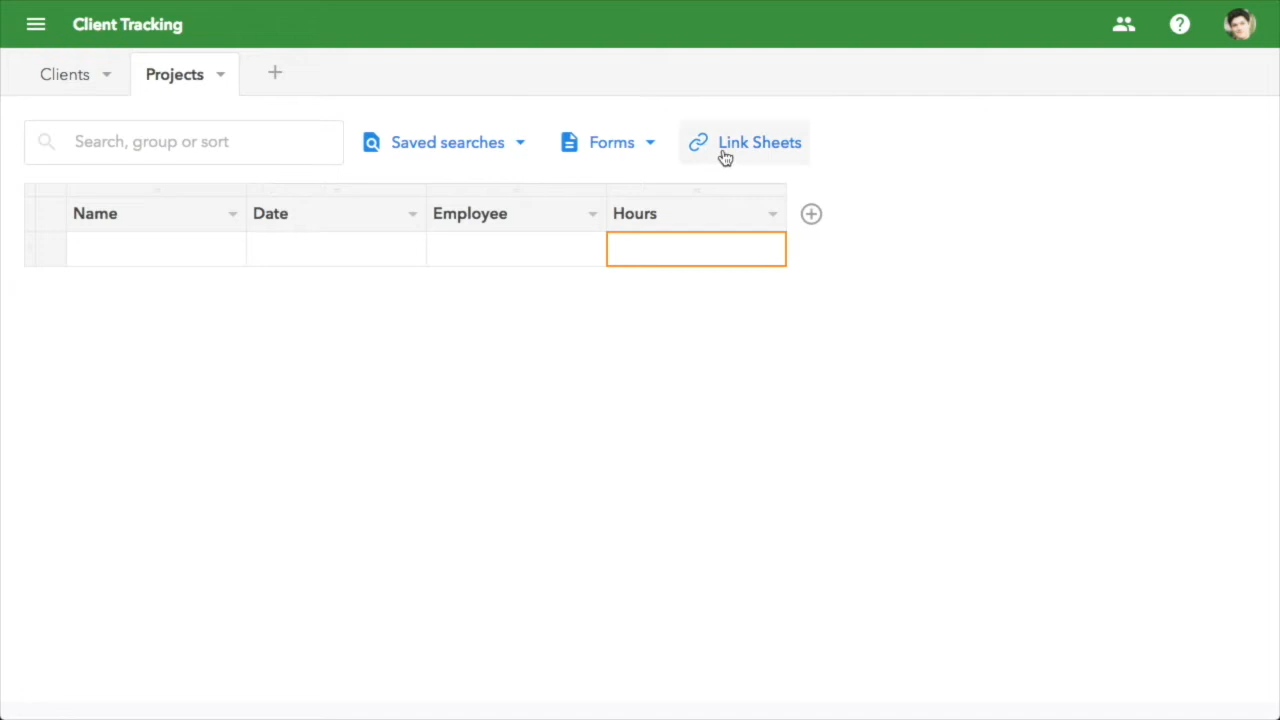 Client Tracking
Clients Projects
Search, group or sort Saved searches Forms Link Sheets
Name Date Employee Hours